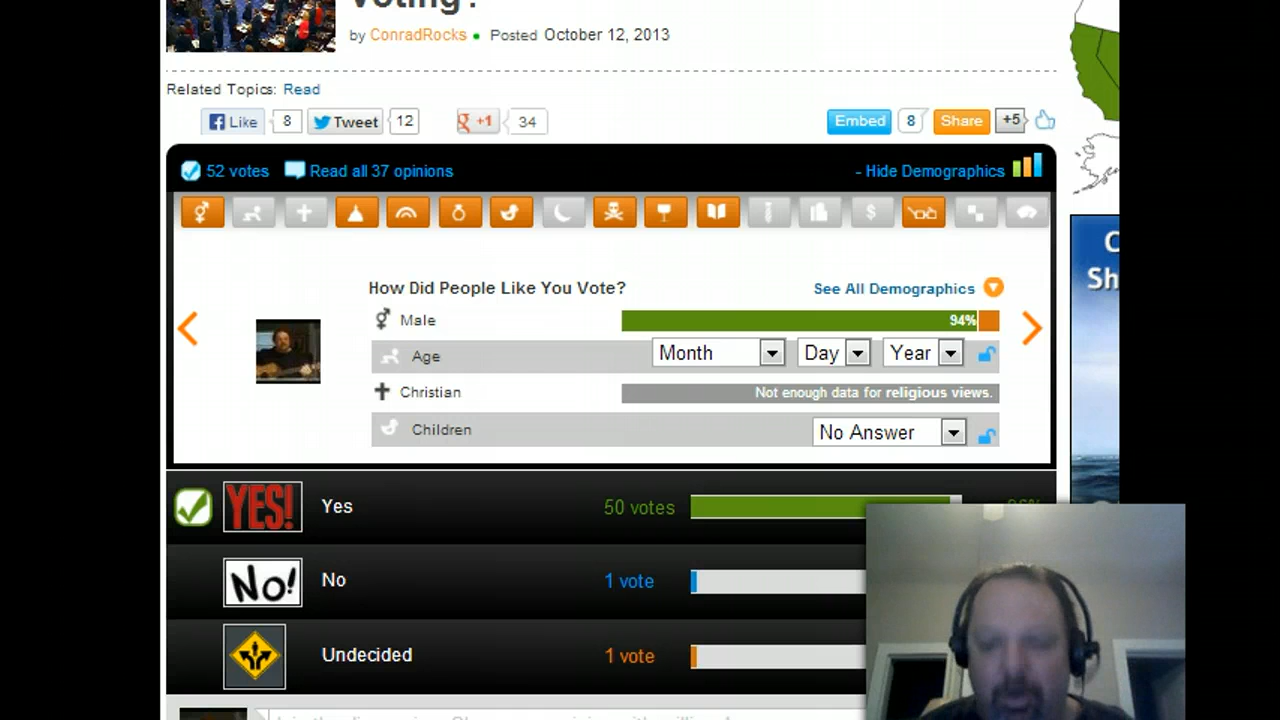 Voting?
by ConradRocks • Posted October 12, 2013
Related Topics: Read
Like 8 Tweet 12 +1 34 Embed 8 Share +5
52 votes Read all 37 opinions - Hide Demographics
C
Sh
How Did People Like You Vote? See All Demographics
Male 94%
Age Month Day Year
Christian Not enough data for religious views.
Children No Answer
YES! Yes 50 votes
No! No 1 vote
Undecided 1 vote